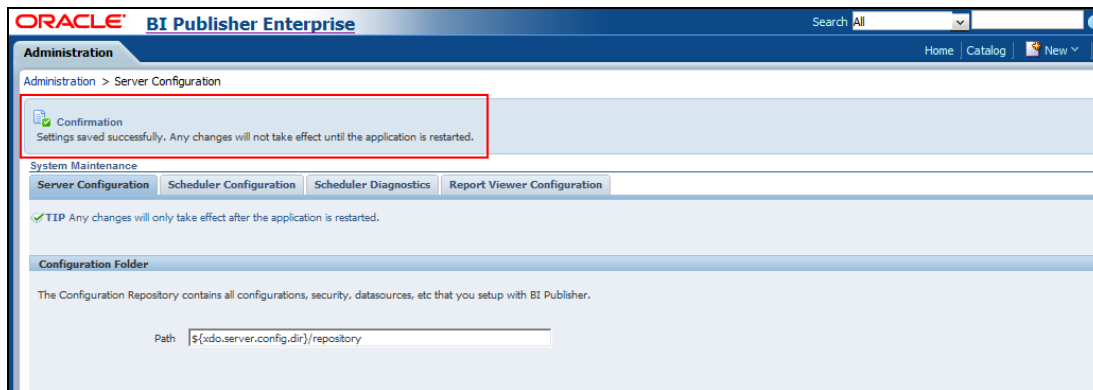 ORACLE BI Publisher Enterprise Search All
Administration Home Catalog New
Administration > Server Configuration
Confirmation
Settings saved successfully. Any changes will not take effect until the application is restarted.
System Maintenance
Server Configuration Scheduler Configuration Scheduler Diagnostics Report Viewer Configuration
TIP Any changes will only take effect after the application is restarted.
Configuration Folder
The Configuration Repository contains all configurations, security, datasources, etc that you setup with BI Publisher.
Path ${xdo.server.config.dir}/repository